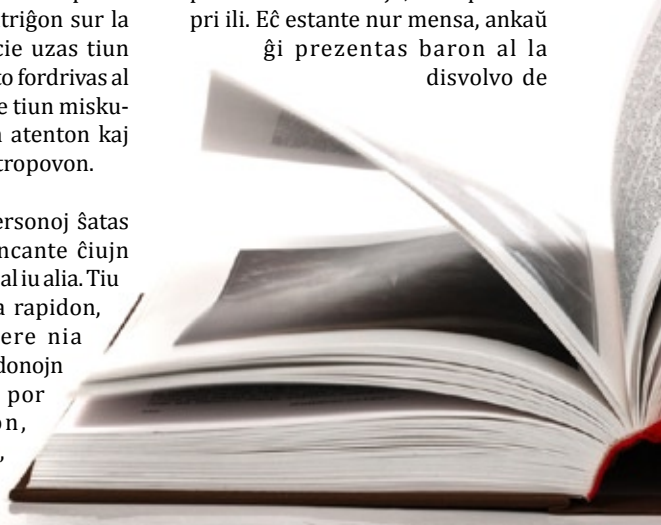 triĝon sur la
cie uzas tiun
to fordrivas al
e tiun misku-
atenton kaj
tropovon.
ersonoj ŝatas
ncante ĉiujn
al iu alia. Tiu
rapidon,
ere nia
donojn
por
on,
,
pri ili. Eĉ estante nur mensa, ankaŭ
ĝi prezentas baron al la
disvolvo de